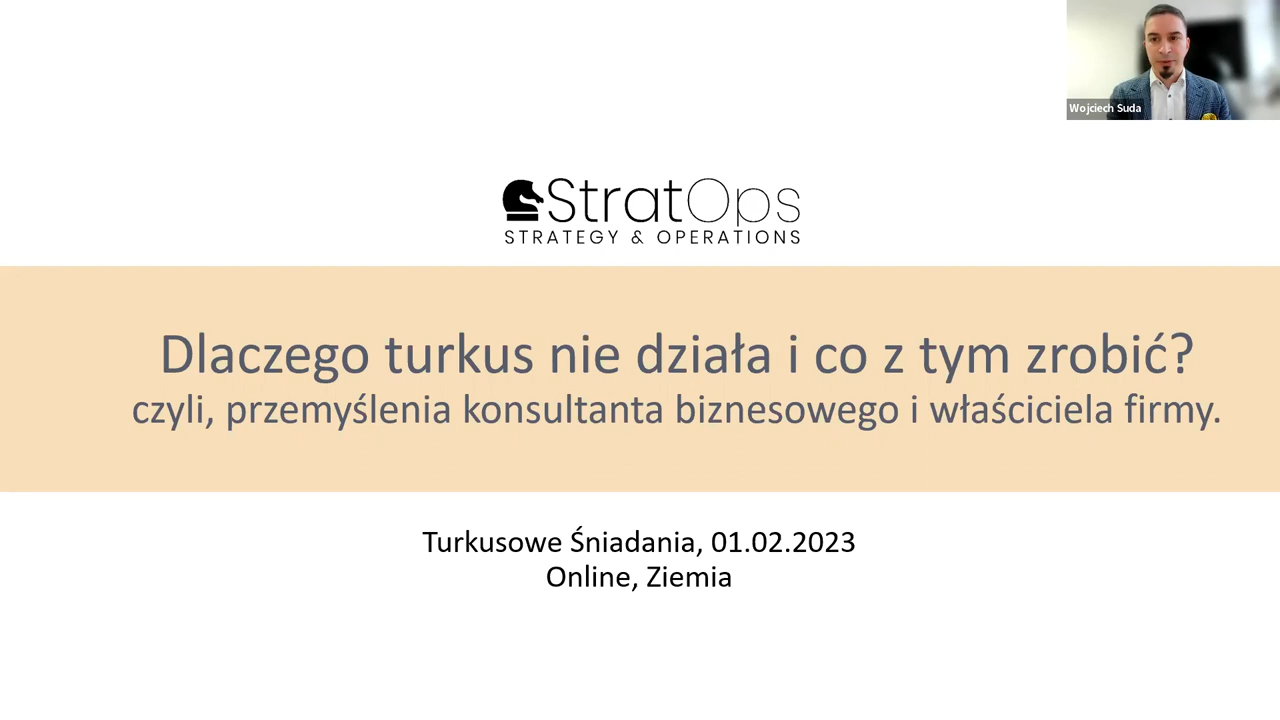 Wojciech Suda
StratOps
STRATEGY & OPERATIONS
Dlaczego turkus nie działa i co z tym zrobić?
czyli, przemyślenia konsultanta biznesowego i właściciela firmy.
Turkusowe Śniadania, 01.02.2023
Online, Ziemia